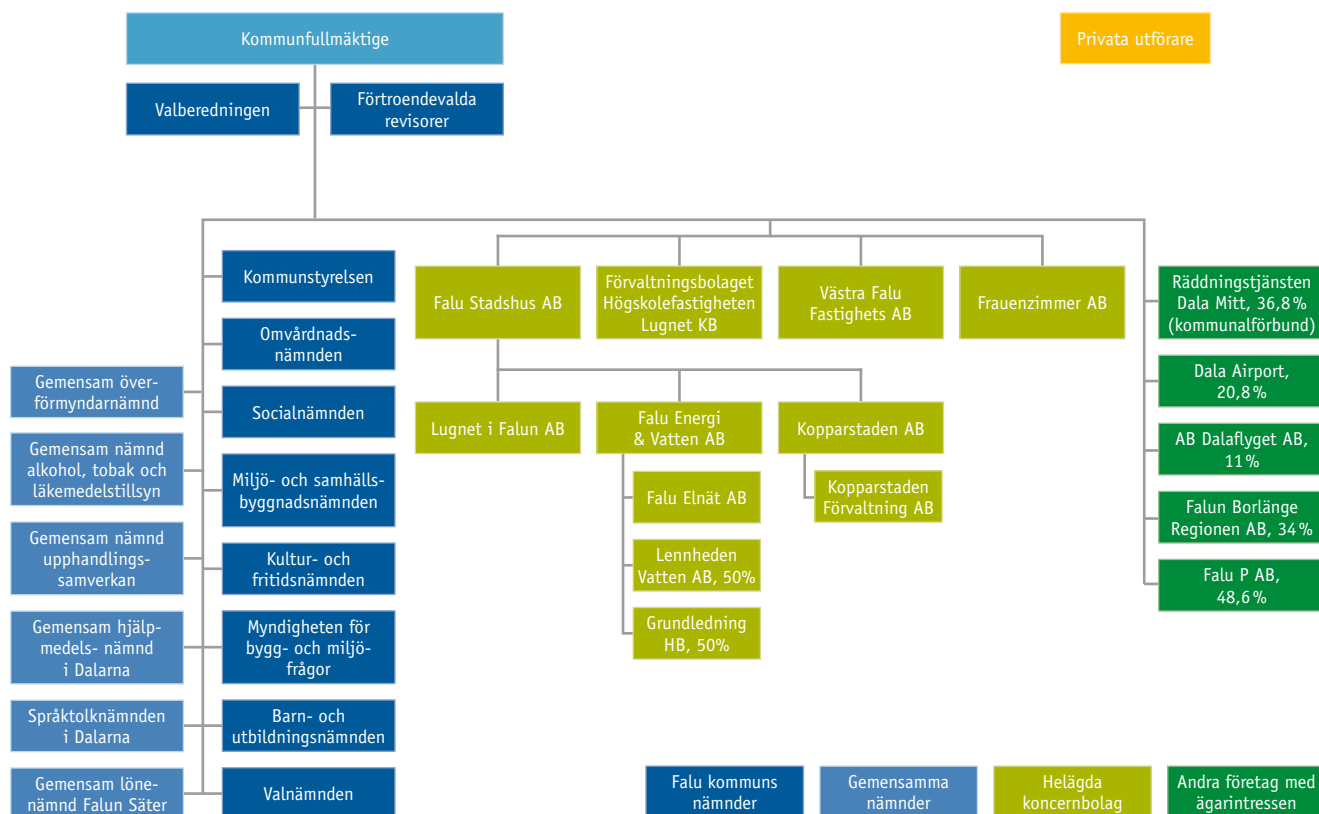 Kommunfullmäktige
Privata utförare
Valberedningen
Förtroendevalda
revisorer
Kommunstyrelsen
Omvårdnads-
nämnden
Socialnämnden
Miljö- och samhälls-
byggnadsnämnden
Kultur- och
fritidsnämnden
Myndigheten för
bygg- och miljö-
frågor
Barn- och
utbildningsnämnden
Valnämnden
Gemensam över-
förmyndarnämnd
Gemensam nämnd
alkohol, tobak och
läkemedelstillsyn
Gemensam nämnd
upphandlings-
samverkan
Gemensam hjälp-
medels- nämnd
i Dalarna
Språktolknämnden
i Dalarna
Gemensam löne-
nämnd Falun Säter
Falu Stadshus AB
Förvaltningsbolaget
Högskolefastigheten
Lugnet KB
Västra Falu
Fastighets AB
Frauenzimmer AB
Lugnet i Falun AB
Falu Energi
& Vatten AB
Kopparstaden AB
Falu Elnät AB
Lennheden
Vatten AB, 50%
Grundledning
HB, 50%
Kopparstaden
Förvaltning AB
Räddningstjänsten
Dala Mitt, 36,8%
(kommunalförbund)
Dala Airport,
20,8%
AB Dalaflyget AB,
11%
Falun Borlänge
Regionen AB, 34%
Falu P AB,
48,6%
Falu kommuns
nämnder
Gemensamma
nämnder
Helägda
koncernbolag
Andra företag med
ägarintressen